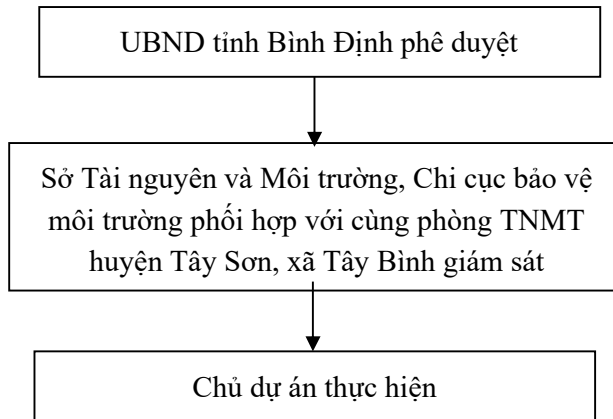 UBND tỉnh Bình Định phê duyệt
Sở Tài nguyên và Môi trường, Chi cục bảo vệ
môi trường phối hợp với cùng phòng TNMT
huyện Tây Sơn, xã Tây Bình giám sát
Chủ dự án thực hiện